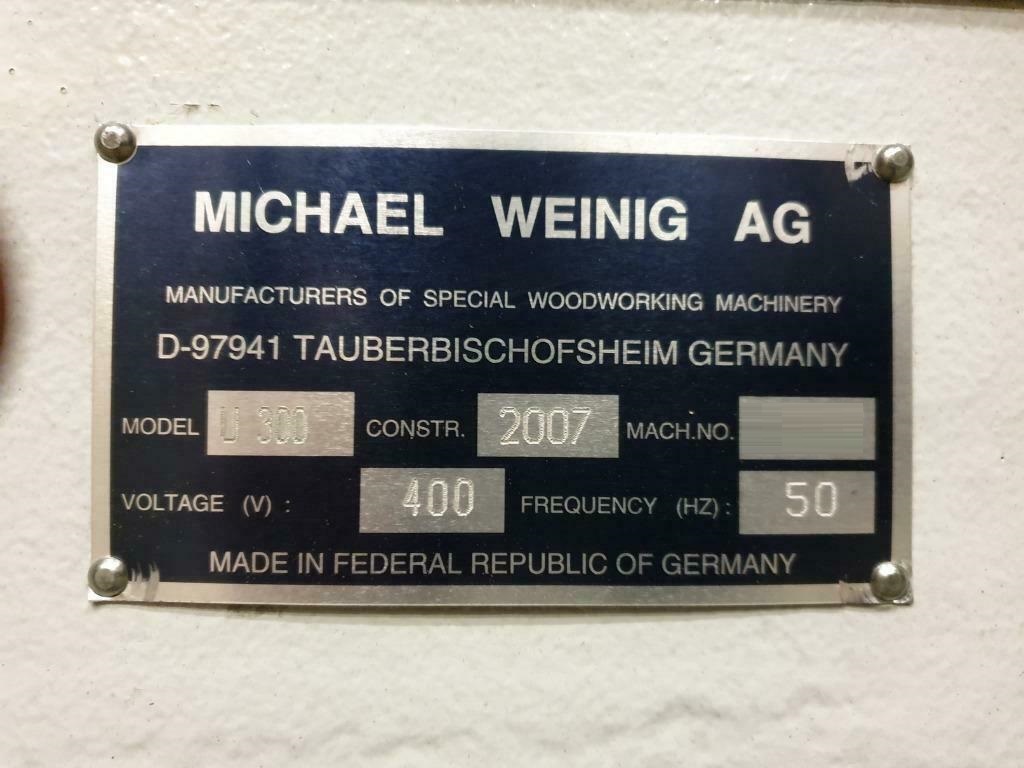 MICHAEL WEINIG AG
MANUFACTURERS OF SPECIAL WOODWORKING MACHINERY
D-97941 TAUBERBISCHOFSHEIM GERMANY
MODEL U 300 CONSTR. 2007 MACH.NO.
VOLTAGE (V) : 400 FREQUENCY (HZ) : 50
MADE IN FEDERAL REPUBLIC OF GERMANY